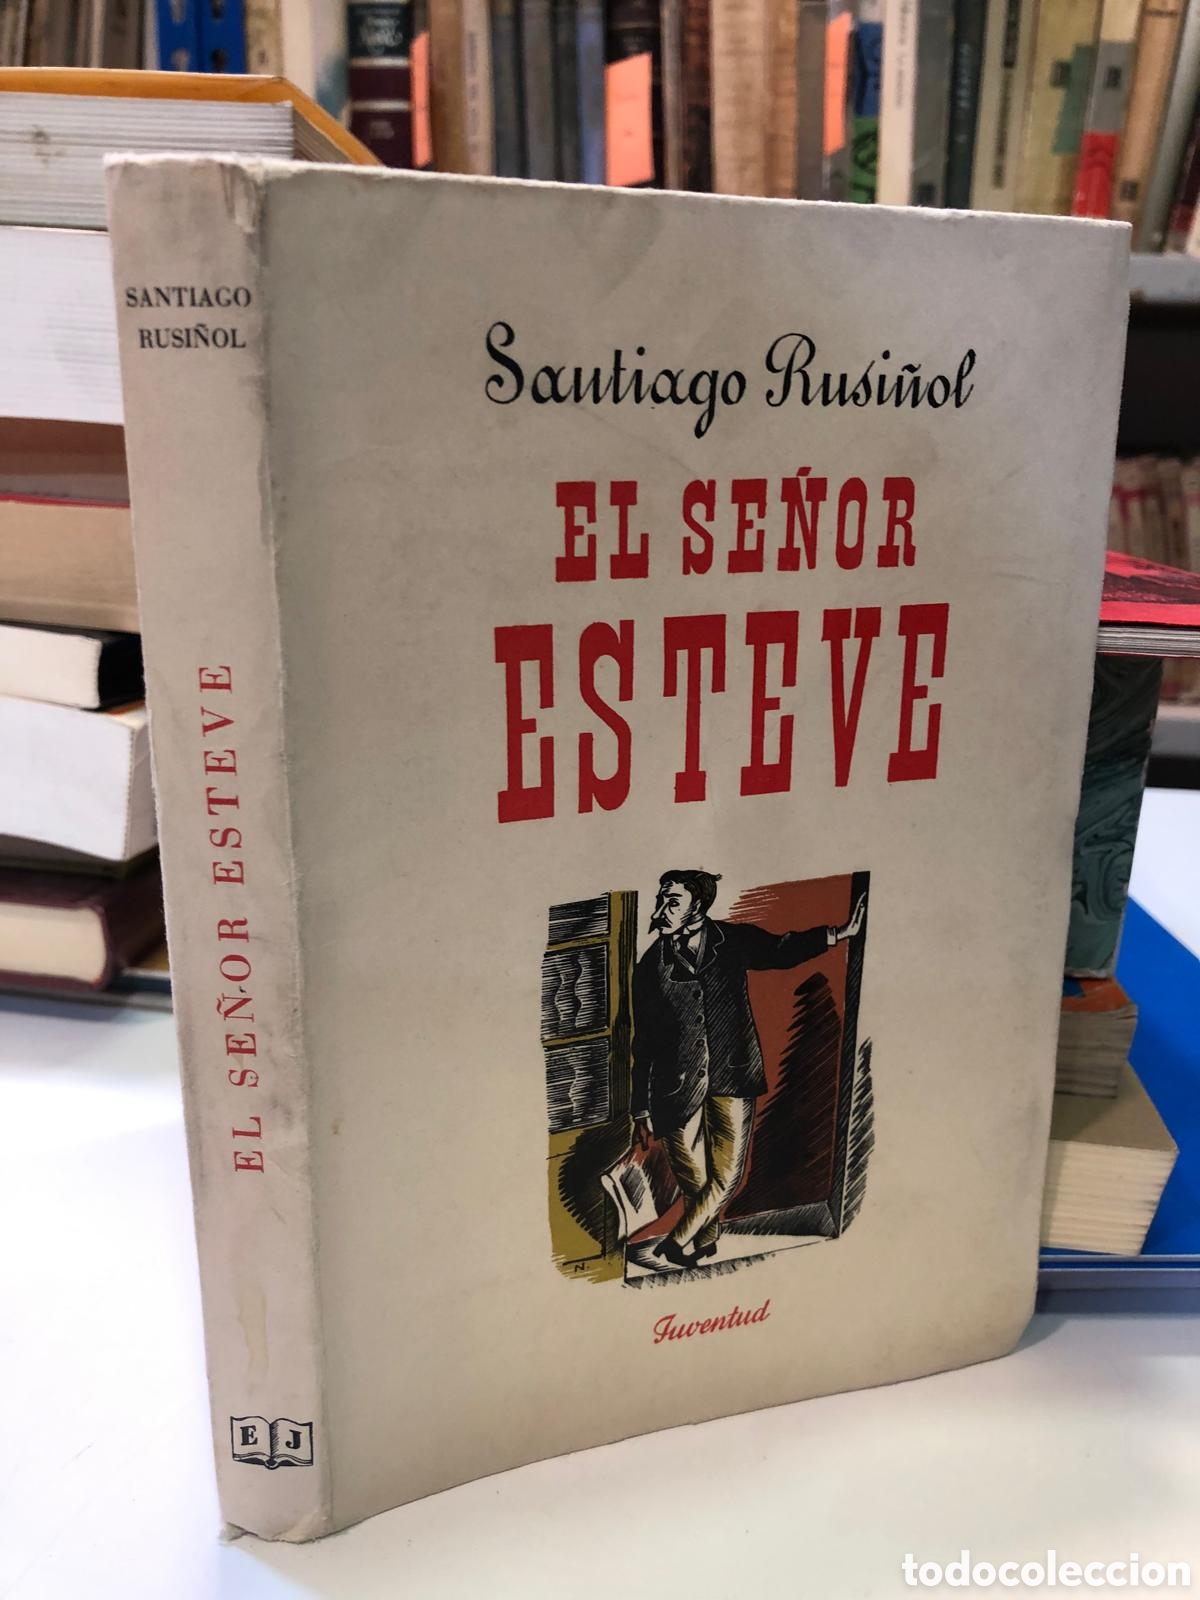 SANTIAGO
RUSIÑOL
EL SEÑOR ESTEVE
E J
Santiago Rusiñol
EL SEÑOR
ESTEVE
N.
Juventud
todocoleccion